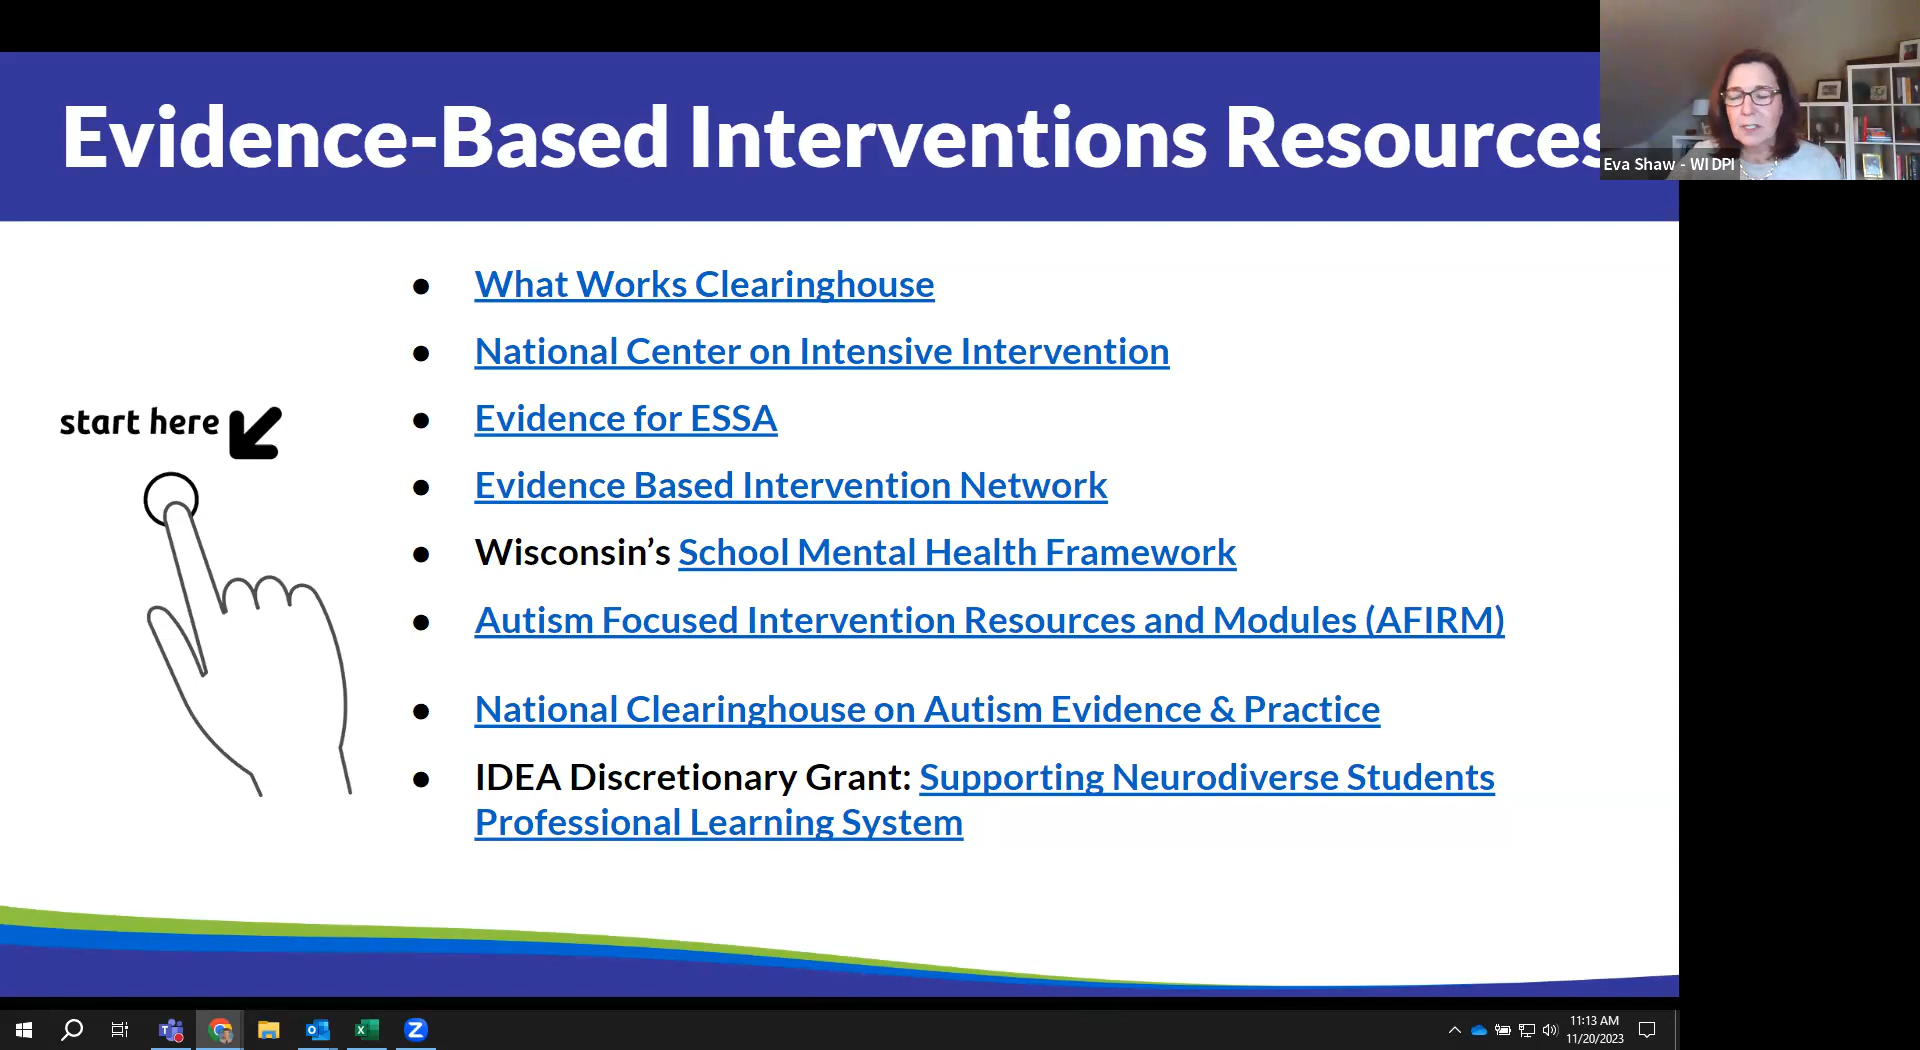 Evidence-Based Interventions Resources
Eva Shaw - WI DPI
What Works Clearinghouse
National Center on Intensive Intervention
Evidence for ESSA
start here
Evidence Based Intervention Network
Wisconsin’s School Mental Health Framework
Autism Focused Intervention Resources and Modules (AFIRM)
National Clearinghouse on Autism Evidence & Practice
IDEA Discretionary Grant: Supporting Neurodiverse Students
Professional Learning System
11:13 AM
11/20/2023